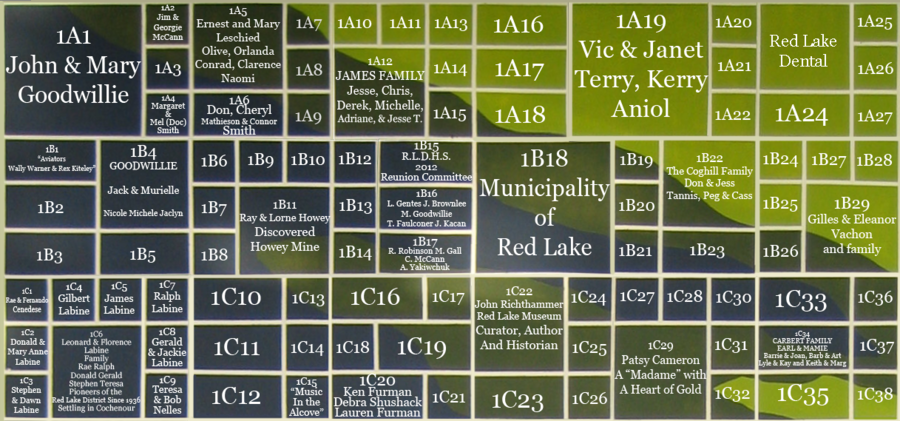 1A1
John & Mary
Goodwillie
1A2
Jim &
Georgie
McCann
1A3
1A4
Margaret
&
Mel (Doc)
Smith
1A5
Ernest and Mary
Leschied
Olive, Orlanda
Conrad, Clarence
Naomi
1A6
Don, Cheryl
Mathieson & Connor
Smith
1A7
1A8
1A9
1A10
1A11
1A12
JAMES FAMILY
Jesse, Chris,
Derek, Michelle,
Adriane, & Jesse T.
1A13
1A14
1A15
1A16
1A17
1A18
1A19
Vic & Janet
Terry, Kerry
Aniol
1A20
1A21
1A22
Red Lake
Dental
1A24
1A25
1A26
1A27
1B1
"Aviators
Wally Warner & Rex Kiteley"
1B2
1B3
1B4
GOODWILLIE
Jack & Murielle
Nicole Michele Jaclyn
1B5
1B6
1B7
1B8
1B9
1B10
1B11
Ray & Lorne Howey
Discovered
Howey Mine
1B12
1B13
1B14
1B15
R.L.D.H.S.
2012
Reunion Committee
1B16
L. Gentes J. Brownlee
M. Goodwillie
T. Faulconer J. Kacan
1B17
R. Robinson M. Gall
C. McCann
A. Yakiwchuk
1B18
Municipality
of
Red Lake
1B19
1B20
1B21
1B22
The Coghill Family
Don & Jess
Tannis, Peg & Cass
1B23
1B24
1B25
1B26
1B27
1B28
1B29
Gilles & Eleanor
Vachon
and family
1C1
Rae & Fernando
Cenedese
1C2
Donald &
Mary Anne
Labine
1C3
Stephen
& Dawn
Labine
1C4
Gilbert
Labine
1C5
James
Labine
1C6
Leonard & Florence
Labine
Family
Rae Ralph
Donald Gerald
Stephen Teresa
Pioneers of the
Red Lake District Since 1936
Settling in Cochenour
1C7
Ralph
Labine
1C8
Gerald
& Jackie
Labine
1C9
Teresa
& Bob
Nelles
1C10
1C11
1C12
1C13
1C14
1C15
"Music
In the
Alcove"
1C16
1C17
1C18
1C19
1C20
Ken Furman
Debra Shushack
Lauren Furman
1C21
1C22
John Richthammer
Red Lake Museum
Curator, Author
And Historian
1C23
1C24
1C25
1C26
1C27
1C28
1C29
Patsy Cameron
A "Madame" with
A Heart of Gold
1C30
1C31
1C32
1C33
1C34
CARBERT FAMILY
EARL & MAMIE
Barrie & Joan, Barb & Art
Lyle & Kay and Keith & Marg
1C35
1C36
1C37
1C38